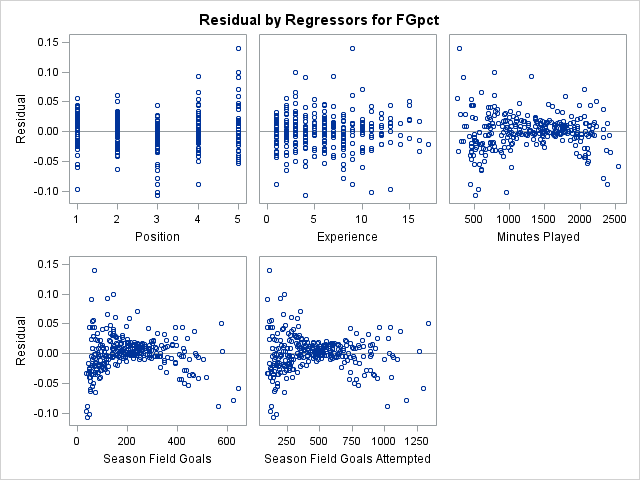 Residual by Regressors for FGpct
Residual
0.15
0.10
0.05
0.00
-0.05
-0.10
1 2 3 4 5
Position
0 5 10 15
Experience
500 1000 1500 2000 2500
Minutes Played
Residual
0.15
0.10
0.05
0.00
-0.05
-0.10
0 200 400 600
Season Field Goals
250 500 750 1000 1250
Season Field Goals Attempted